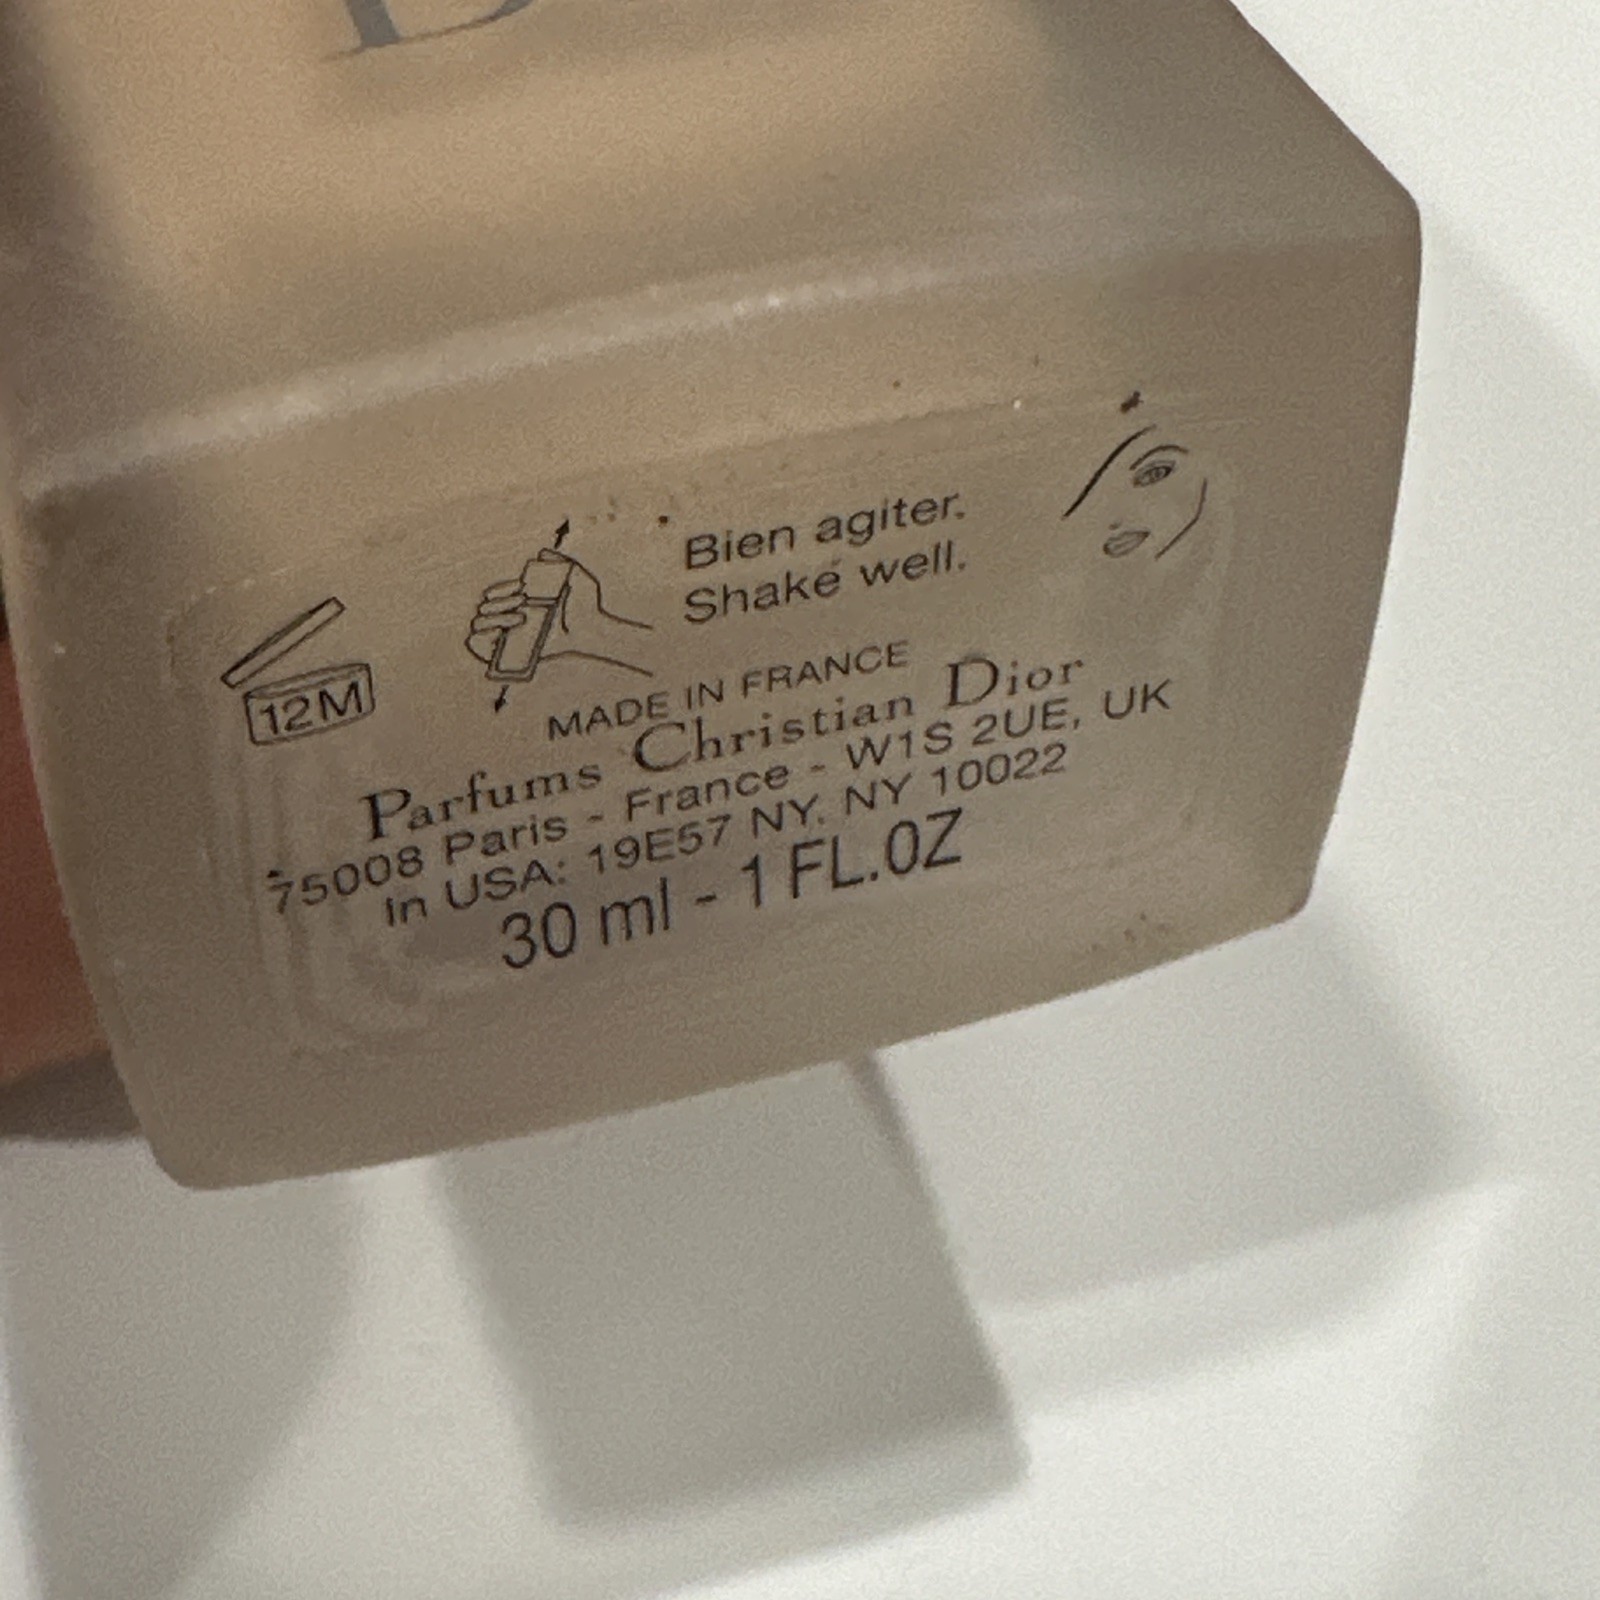 Bien agiter.
Shake well.
12M
MADE IN FRANCE
Parfums Christian Dior
75008 Paris - France - W1S 2UE, UK
In USA: 19E57 NY. NY 10022
30 ml - 1 FL.OZ